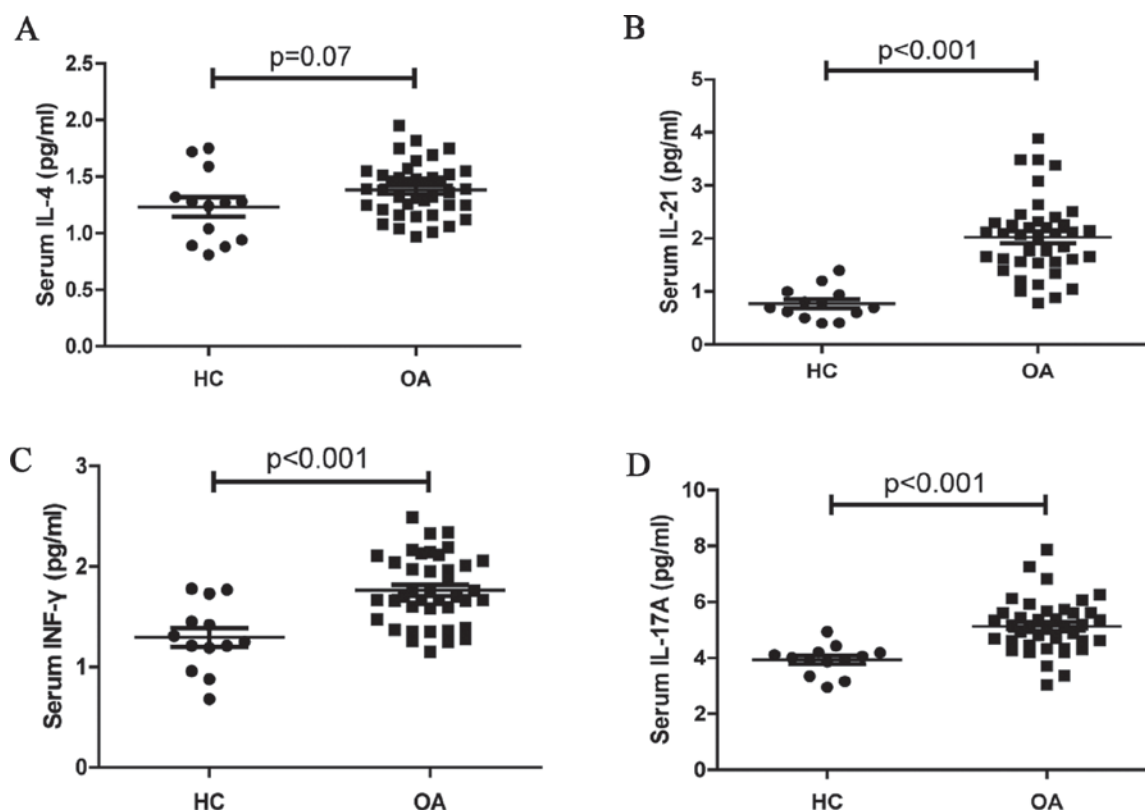 A
p=0.07
Serum IL-4 (pg/ml)
2.5
2.0
1.5
1.0
0.5
0.0
HC OA
B
p<0.001
Serum IL-21 (pg/ml)
5
4
3
2
1
0
HC OA
C
p<0.001
Serum INF-γ (pg/ml)
3
2
1
0
HC OA
D
p<0.001
Serum IL-17A (pg/ml)
10
8
6
4
2
0
HC OA